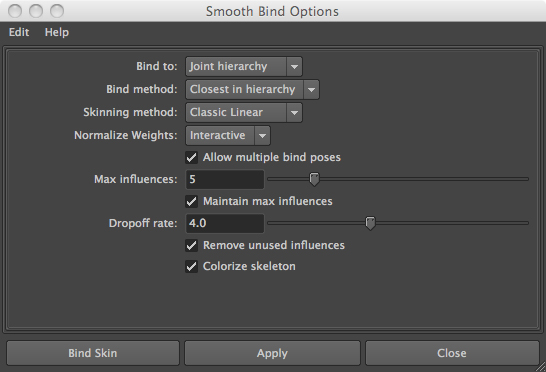 Smooth Bind Options
Edit Help
Bind to: Joint hierarchy
Bind method: Closest in hierarchy
Skinning method: Classic Linear
Normalize Weights: Interactive
Allow multiple bind poses
Max influences: 5
Maintain max influences
Dropoff rate: 4.0
Remove unused influences
Colorize skeleton
Bind Skin Apply Close